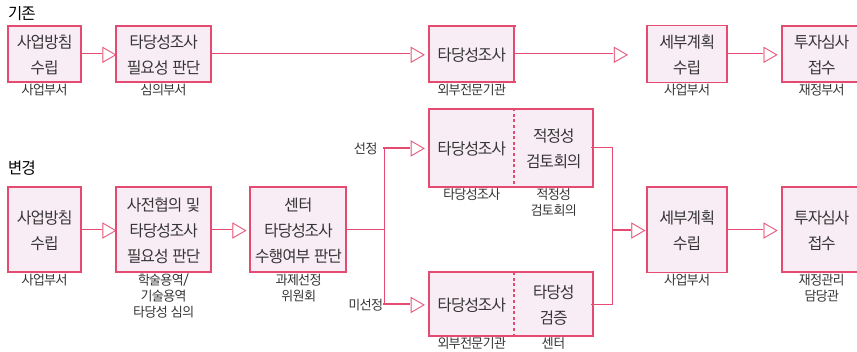 기존
사업방침
수립
사업부서
타당성조사
필요성 판단
심의부서
타당성조사
외부전문기관
세부계획
수립
사업부서
투자심사
접수
재정부서
변경
사업방침
수립
사업부서
사전협의 및
타당성조사
필요성 판단
학술용역/
기술용역
타당성 심의
센터
타당성조사
수행여부 판단
과제선정
위원회
선정
타당성조사
타당성조사
적정성
검토회의
적정성
검토회의
미선정
타당성조사
외부전문기관
타당성
검증
센터
세부계획
수립
사업부서
투자심사
접수
재정관리
담당관